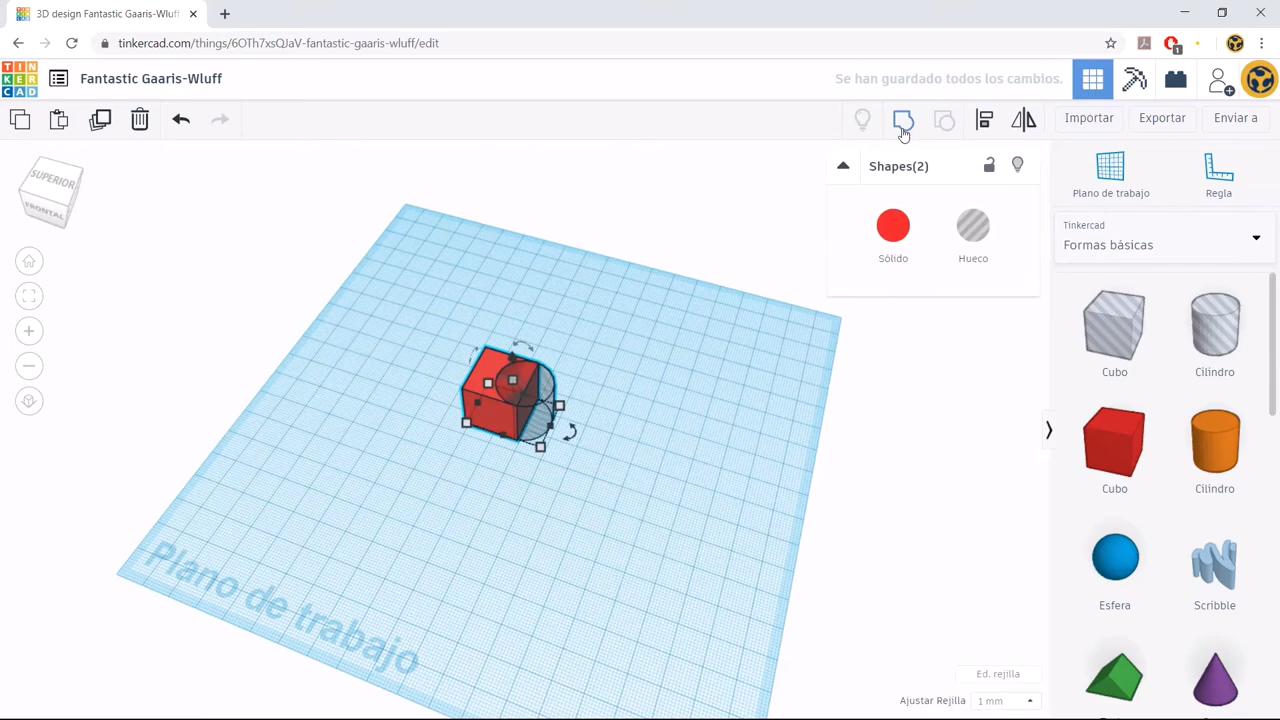 3D design Fantastic Gaaris-Wluff
tinkercad.com/things/6OTh7xsQJaV-fantastic-gaaris-wluff/edit
1
TIN
KER
CAD
Fantastic Gaaris-Wluff
Se han guardado todos los cambios.
Importar
Exportar
Enviar a
SUPERIOR
FRONTAL
Shapes(2)
Sólido
Hueco
Plano de trabajo
Regla
Tinkercad
Formas básicas
Cubo
Cilindro
Cubo
Cilindro
Esfera
Scribble
Plano de trabajo
Ed. rejilla
Ajustar Rejilla
1 mm